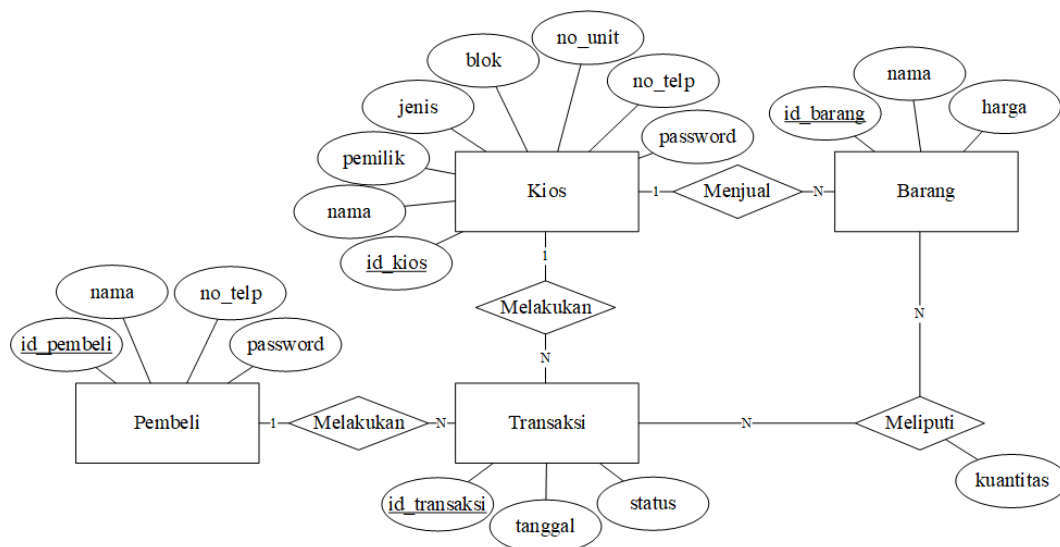 no_unit
blok
nama
no_telp
jenis
id_barang
harga
password
pemilik
Kios
1
Menjual
N
Barang
nama
id_kios
1
nama
no_telp
Melakukan
N
id_pembeli
password
N
Pembeli
1
Melakukan
N
Transaksi
N
Meliputi
kuantitas
id_transaksi
status
tanggal